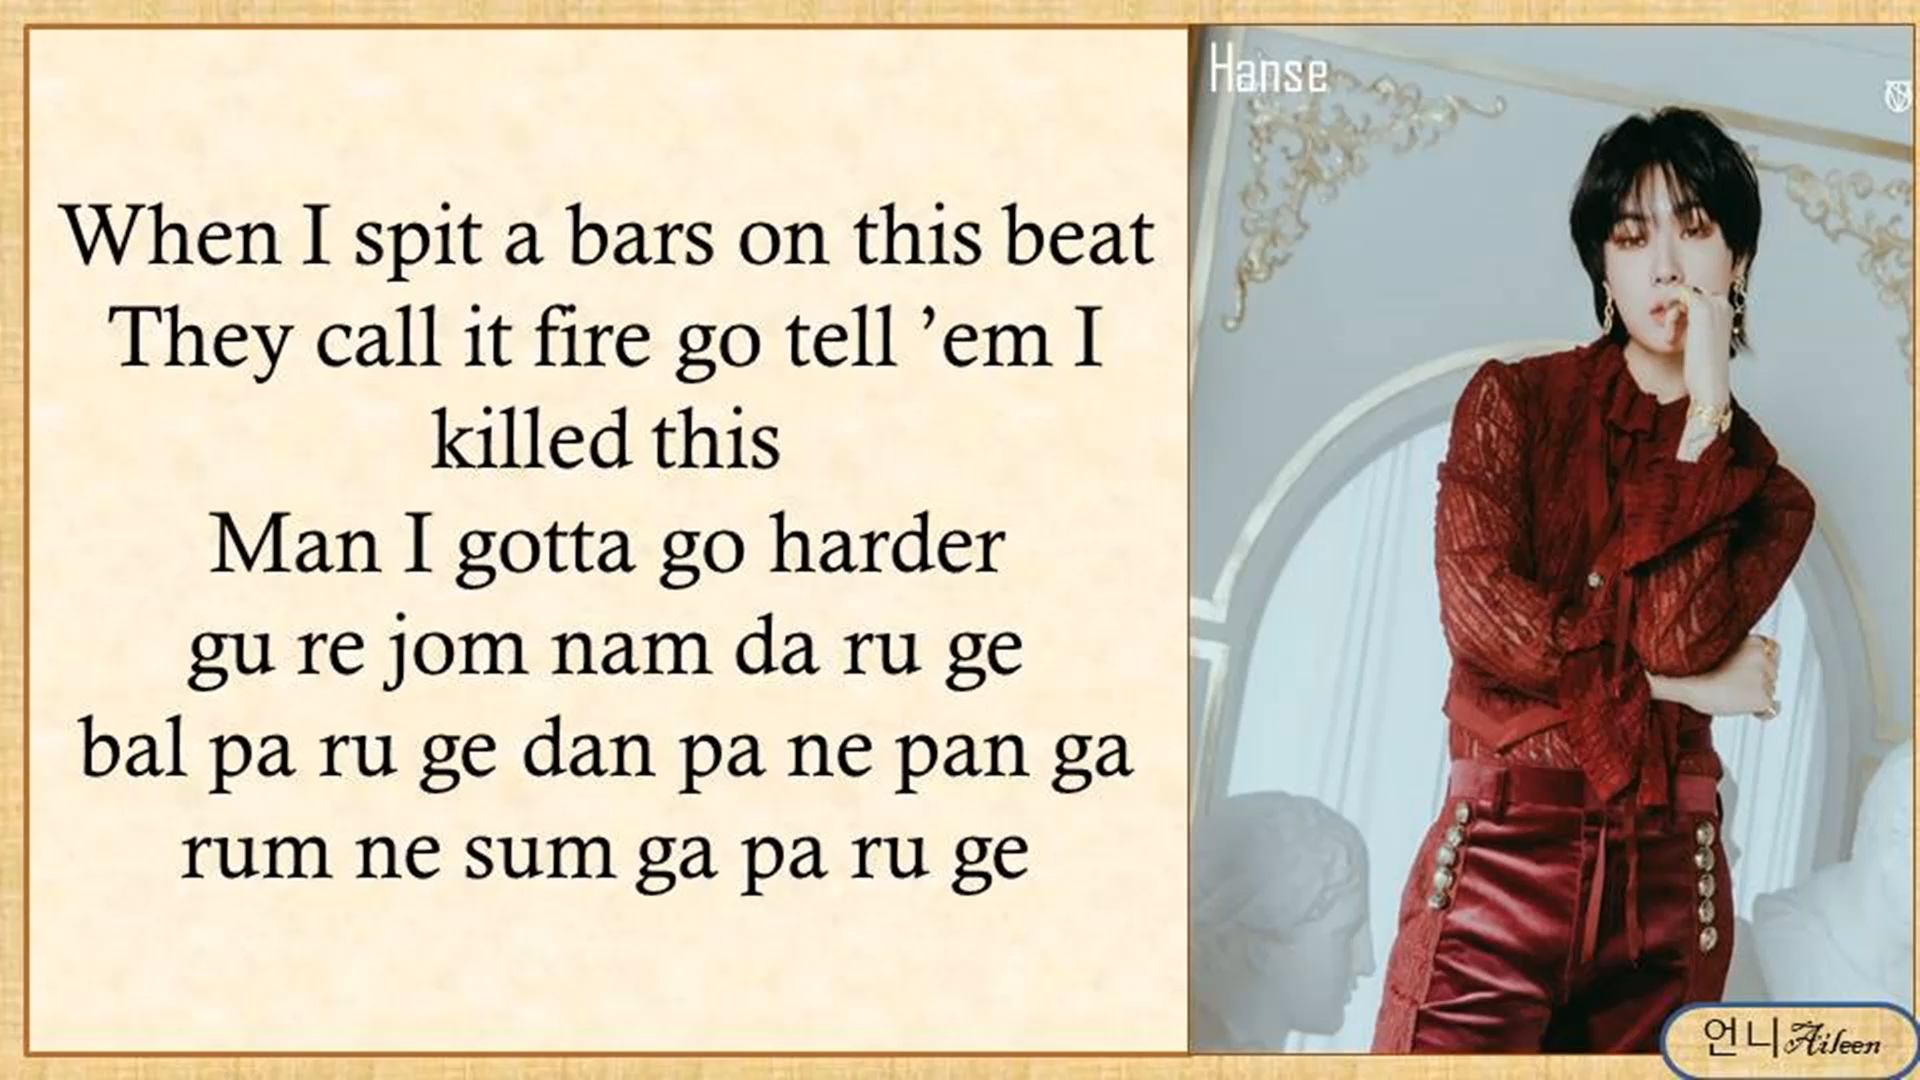 When I spit a bars on this beat
They call it fire go tell ’em I
killed this
Man I gotta go harder
gu re jom nam da ru ge
bal pa ru ge dan pa ne pan ga
rum ne sum ga pa ru ge
Hanse
언니 Aileen